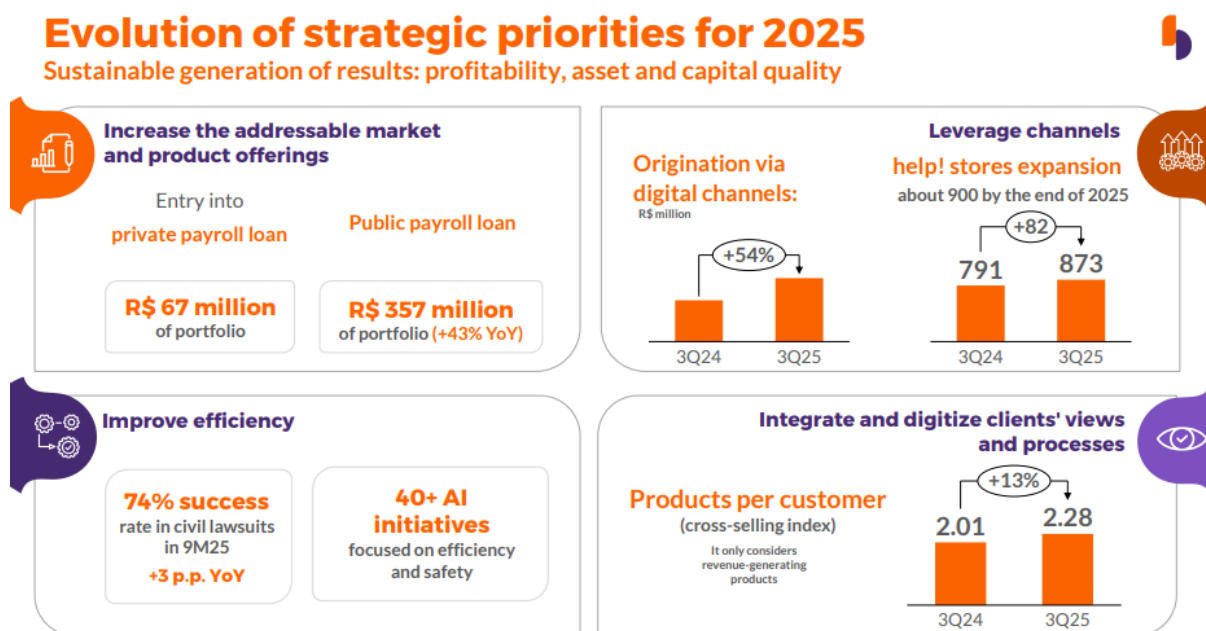 Evolution of strategic priorities for 2025
Sustainable generation of results: profitability, asset and capital quality
Increase the addressable market
and product offerings
Entry into
private payroll loan
Public payroll loan
R$ 67 million
of portfolio
R$ 357 million
of portfolio (+43% YoY)
Leverage channels
Origination via
digital channels:
R$ million
+54%
3Q24
3Q25
help! stores expansion
about 900 by the end of 2025
+82
791
873
3Q24
3Q25
Improve efficiency
74% success
rate in civil lawsuits
in 9M25
+3 p.p. YoY
40+ AI
initiatives
focused on efficiency
and safety
Integrate and digitize clients' views
and processes
Products per customer
(cross-selling index)
It only considers
revenue-generating
products
+13%
2.01
2.28
3Q24
3Q25